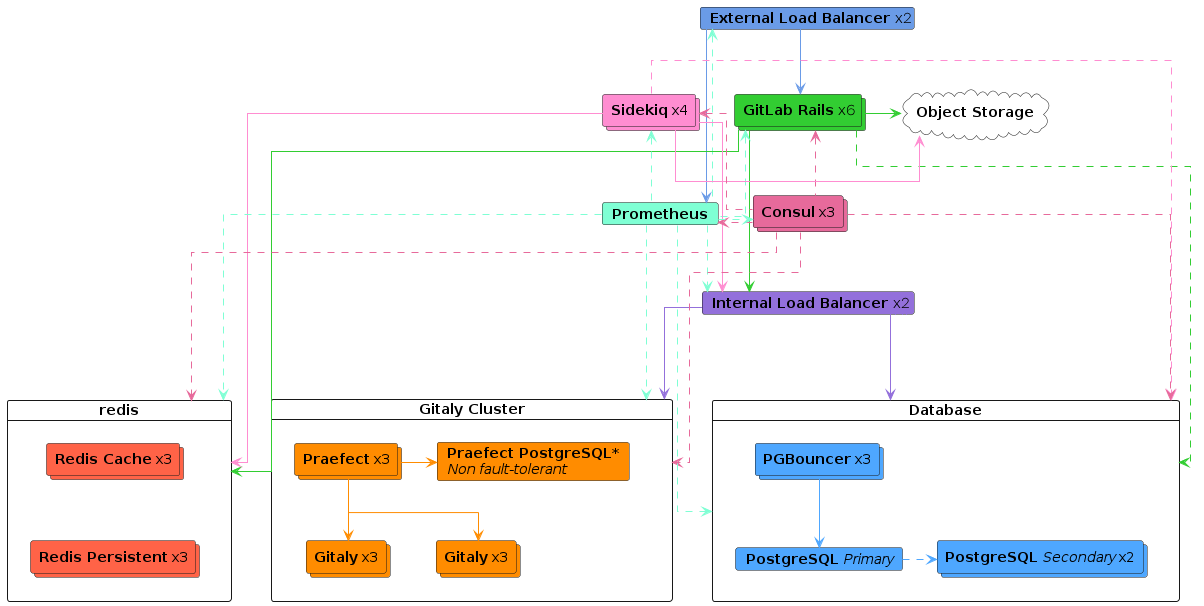 External Load Balancer x2
Sidekiq x4
GitLab Rails x6
Object Storage
Prometheus
Consul x3
Internal Load Balancer x2
redis
Gitaly Cluster
Database
Redis Cache x3
Praefect x3
Praefect PostgreSQL*
Non fault-tolerant
PGBouncer x3
Redis Persistent x3
Gitaly x3
Gitaly x3
PostgreSQL Primary
PostgreSQL Secondary x2